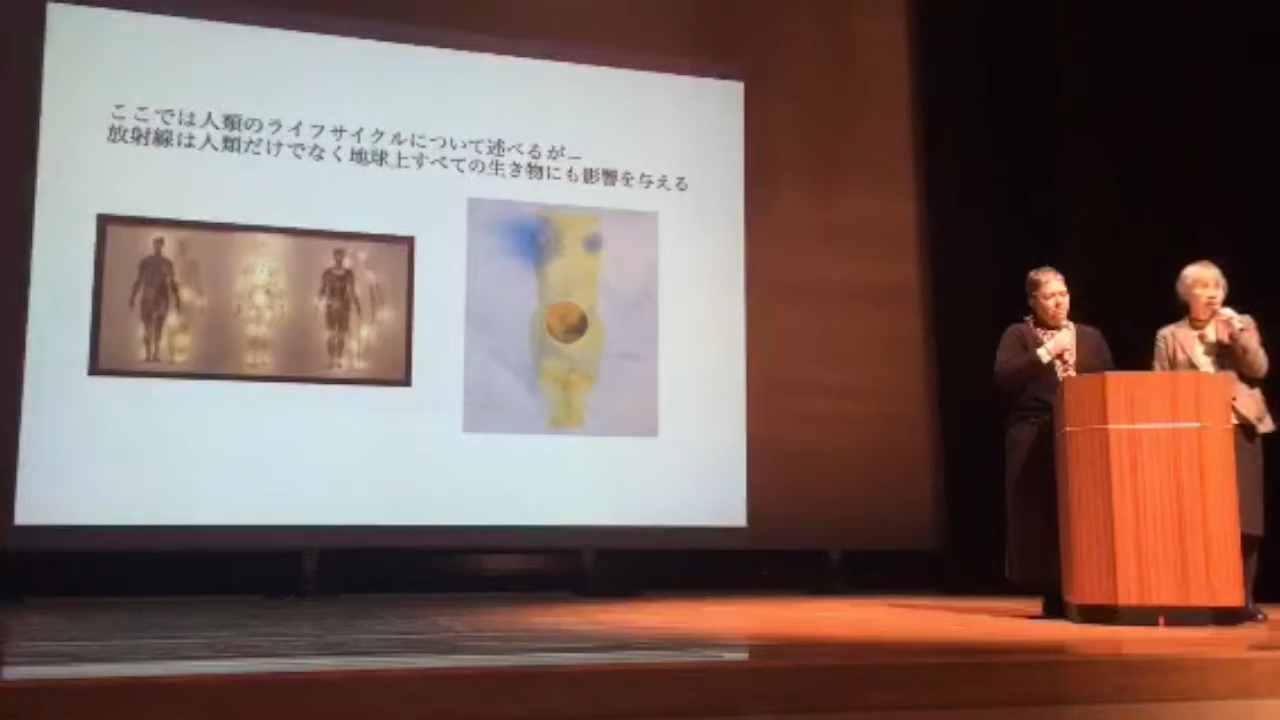 ここでは人類のライフサイクルについて述べるが－
放射線は人類だけでなく地球上すべての生き物にも影響を与える